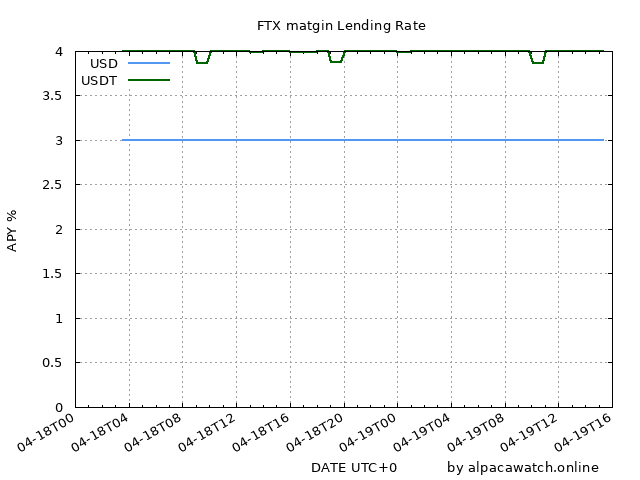 FTX matgin Lending Rate
USD
USDT
4
3.5
3
2.5
2
1.5
1
0.5
0
APY %
04-18T00
04-18T04
04-18T08
04-18T12
04-18T16
04-18T20
04-19T00
04-19T04
04-19T08
04-19T12
04-19T16
DATE UTC+0
by alpacawatch.online